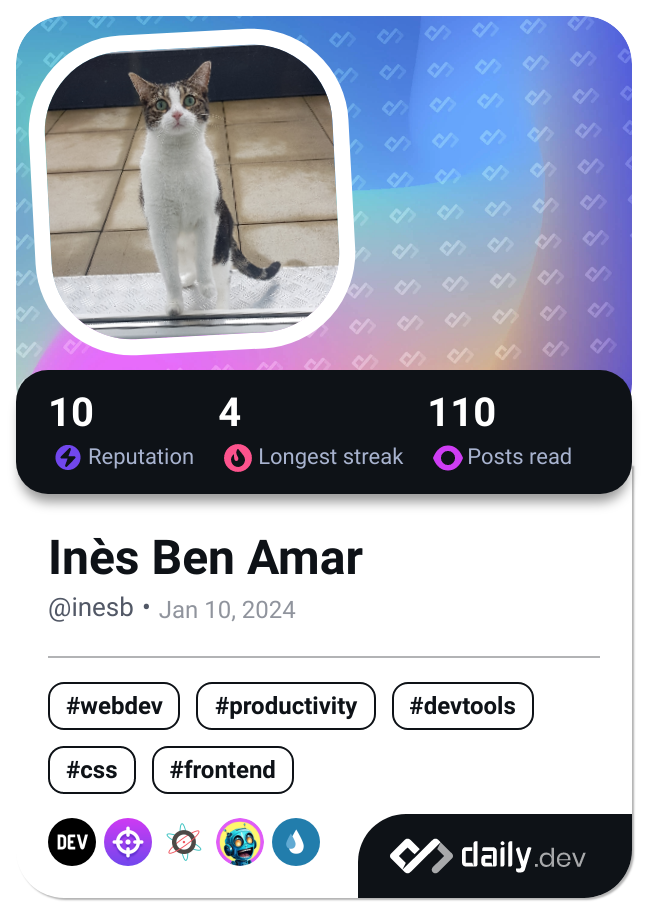 10
4
110
Reputation
Longest streak
Posts read
Inès Ben Amar
@inesb • Jan 10, 2024
#webdev
#productivity
#devtools
#css
#frontend
DEV
daily.dev